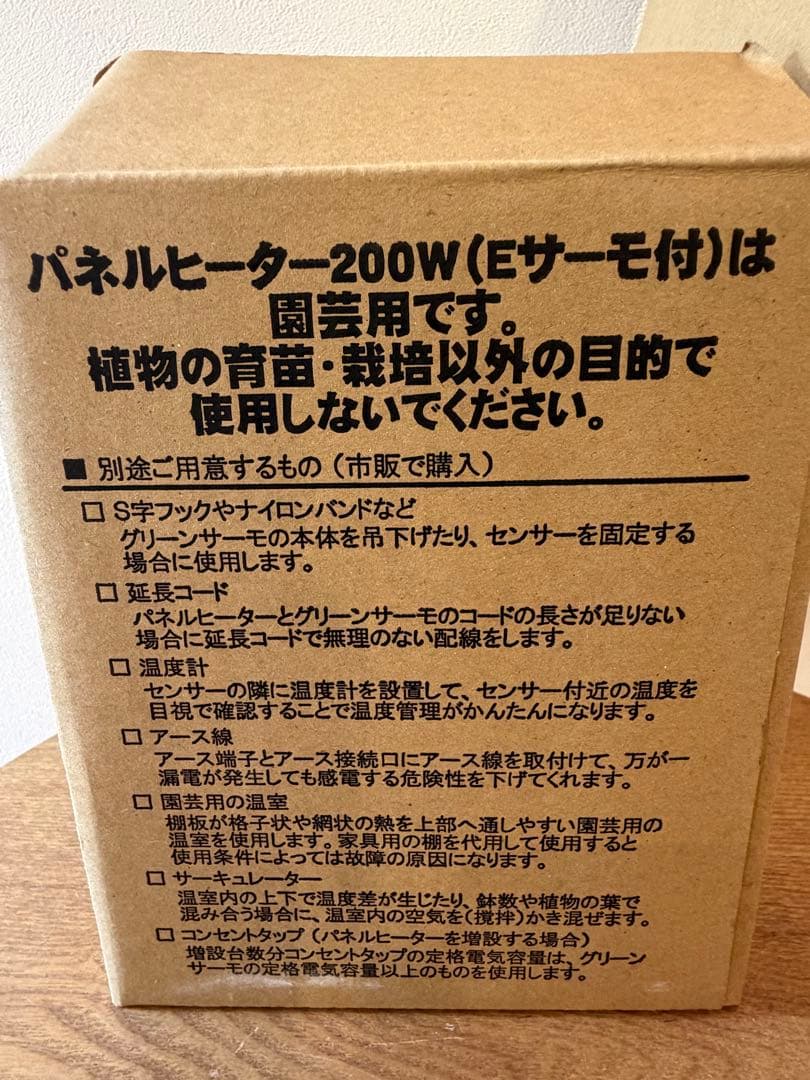 パネルヒーター200W(Eサーモ付)は
園芸用です。
植物の育苗・栽培以外の目的で
使用しないでください。
■ 別途ご用意するもの（市販で購入）
□ S字フックやナイロンバンドなど
グリーンサーモの本体を吊下げたり、センサーを固定する
場合に使用します。
□ 延長コード
パネルヒーターとグリーンサーモのコードの長さが足りない
場合に延長コードで無理のない配線をします。
□ 温度計
センサーの隣に温度計を設置して、センサー付近の温度を
目視で確認することで温度管理がかんたんになります。
□ アース線
アース端子とアース接続口にアース線を取付けて、万が一
漏電が発生しても感電する危険性を下げてくれます。
□ 園芸用の温室
棚板が格子状や網状の熱を上部へ通しやすい園芸用の
温室を使用します。家具用の棚を代用して使用すると
使用条件によっては故障の原因になります。
□ サーキュレーター
温室内の上下で温度差が生じたり、鉢数や植物の葉で
混み合う場合に、温室内の空気を(撹拌)かき混ぜます。
□ コンセントタップ（パネルヒーターを増設する場合）
増設台数分コンセントタップの定格電気容量は、グリーン
サーモの定格電気容量以上のものを使用します。